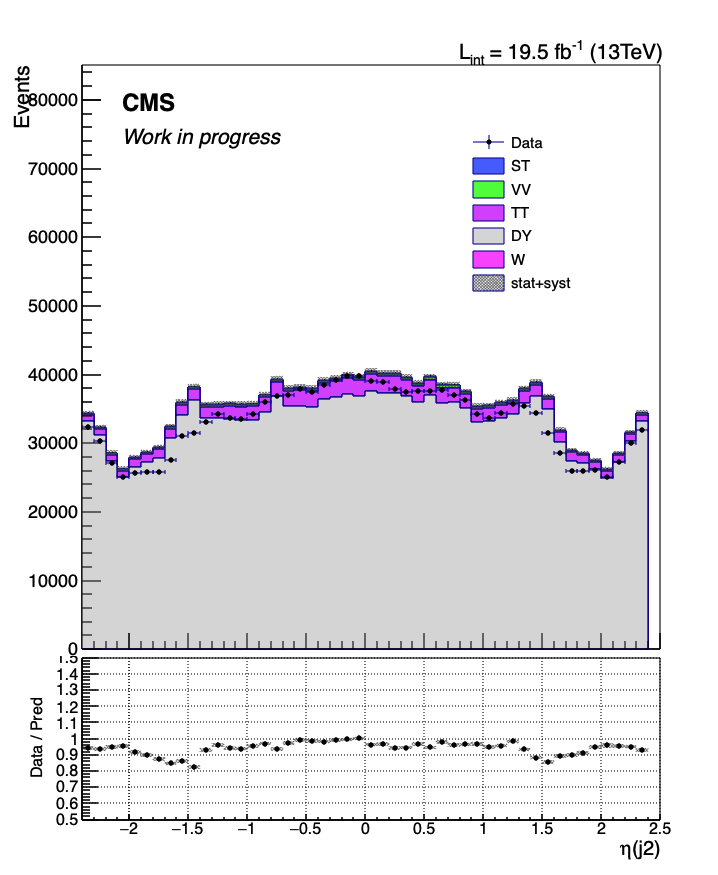 L_int = 19.5 fb^-1 (13TeV)
Events
CMS
Work in progress
Data
ST
VV
TT
DY
W
stat+syst
80000
70000
60000
50000
40000
30000
20000
10000
0
Data / Pred
1.5
1.4
1.3
1.2
1.1
1
0.9
0.8
0.7
0.6
0.5
−2 −1.5 −1 −0.5 0 0.5 1 1.5 2 2.5
η(j2)